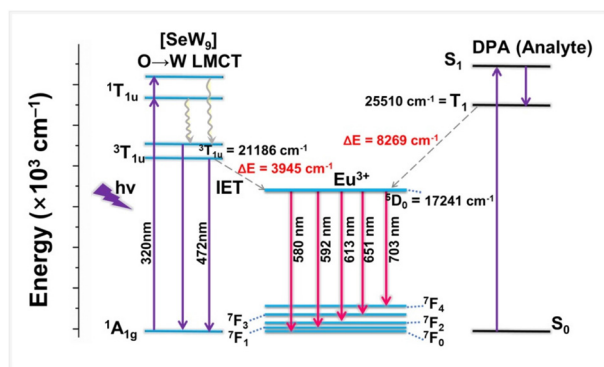 [SeW₉]
O→W LMCT
DPA (Analyte)
S₁
¹T₁ᵤ
25510 cm⁻¹ = T₁
³T₁ᵤ = 21186 cm⁻¹
ΔE = 8269 cm⁻¹
³T₁ᵤ
ΔE = 3945 cm⁻¹
IET
Eu³⁺
hν
⁵D₀ = 17241 cm⁻¹
Energy (×10³ cm⁻¹)
320nm
472nm
580 nm
592 nm
613 nm
651 nm
703 nm
⁷F₄
⁷F₃
⁷F₂
¹A₁g
⁷F₁
⁷F₀
S₀